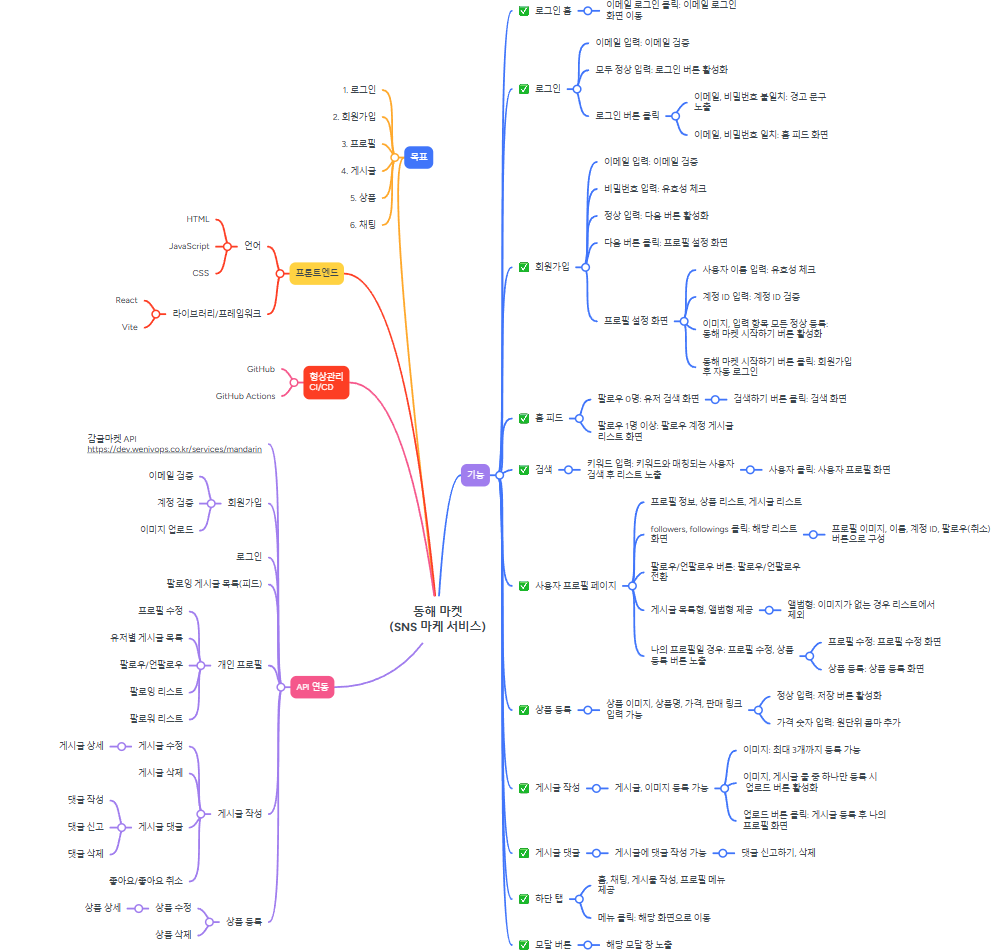 동해 마켓
(SNS 마케 서비스)
목표
1. 로그인
2. 회원가입
3. 프로필
4. 게시글
5. 상품
6. 채팅
프론트엔드
언어
HTML
JavaScript
CSS
라이브러리/프레임워크
React
Vite
형상관리
CI/CD
GitHub
GitHub Actions
API 연동
감귤마켓 API
https://dev.wenivops.co.kr/services/mandarin
회원가입
이메일 검증
계정 검증
이미지 업로드
로그인
팔로잉 게시글 목록(피드)
개인 프로필
프로필 수정
유저별 게시글 목록
팔로우/언팔로우
팔로잉 리스트
팔로워 리스트
게시글 작성
게시글 수정
게시글 상세
게시글 삭제
게시글 댓글
댓글 작성
댓글 신고
댓글 삭제
좋아요/좋아요 취소
상품 등록
상품 수정
상품 상세
상품 삭제
기능
로그인 홈
이메일 로그인 클릭: 이메일 로그인
화면 이동
로그인
이메일 입력: 이메일 검증
모두 정상 입력: 로그인 버튼 활성화
로그인 버튼 클릭
이메일, 비밀번호 불일치: 경고 문구
노출
이메일, 비밀번호 일치: 홈 피드 화면
회원가입
이메일 입력: 이메일 검증
비밀번호 입력: 유효성 체크
정상 입력: 다음 버튼 활성화
다음 버튼 클릭: 프로필 설정 화면
프로필 설정 화면
사용자 이름 입력: 유효성 체크
계정 ID 입력: 계정 ID 검증
이미지, 입력 항목 모든 정상 등록:
동해 마켓 시작하기 버튼 활성화
동해 마켓 시작하기 버튼 클릭: 회원가입
후 자동 로그인
홈 피드
팔로우 0명: 유저 검색 화면
검색하기 버튼 클릭: 검색 화면
팔로우 1명 이상: 팔로우 계정 게시글
리스트 화면
검색
키워드 입력: 키워드와 매칭되는 사용자
검색 후 리스트 노출
사용자 클릭: 사용자 프로필 화면
사용자 프로필 페이지
프로필 정보, 상품 리스트, 게시글 리스트
followers, followings 클릭: 해당 리스트
화면
프로필 이미지, 이름, 계정 ID, 팔로우(취소)
버튼으로 구성
팔로우/언팔로우 버튼: 팔로우/언팔로우
전환
게시글 목록형, 앨범형 제공
앨범형: 이미지가 없는 경우 리스트에서
제외
나의 프로필일 경우: 프로필 수정, 상품
등록 버튼 노출
프로필 수정: 프로필 수정 화면
상품 등록: 상품 등록 화면
상품 등록
상품 이미지, 상품명, 가격, 판매 링크
입력 가능
정상 입력: 저장 버튼 활성화
가격 숫자 입력: 원단위 콤마 추가
게시글 작성
게시글, 이미지 등록 가능
이미지: 최대 3개까지 등록 가능
이미지, 게시글 둘 중 하나만 등록 시
업로드 버튼 활성화
업로드 버튼 클릭: 게시글 등록 후 나의
프로필 화면
게시글 댓글
게시글에 댓글 작성 가능
댓글 신고하기, 삭제
하단 탭
홈, 채팅, 게시물 작성, 프로필 메뉴
제공
메뉴 클릭: 해당 화면으로 이동
모달 버튼
해당 모달 창 노출